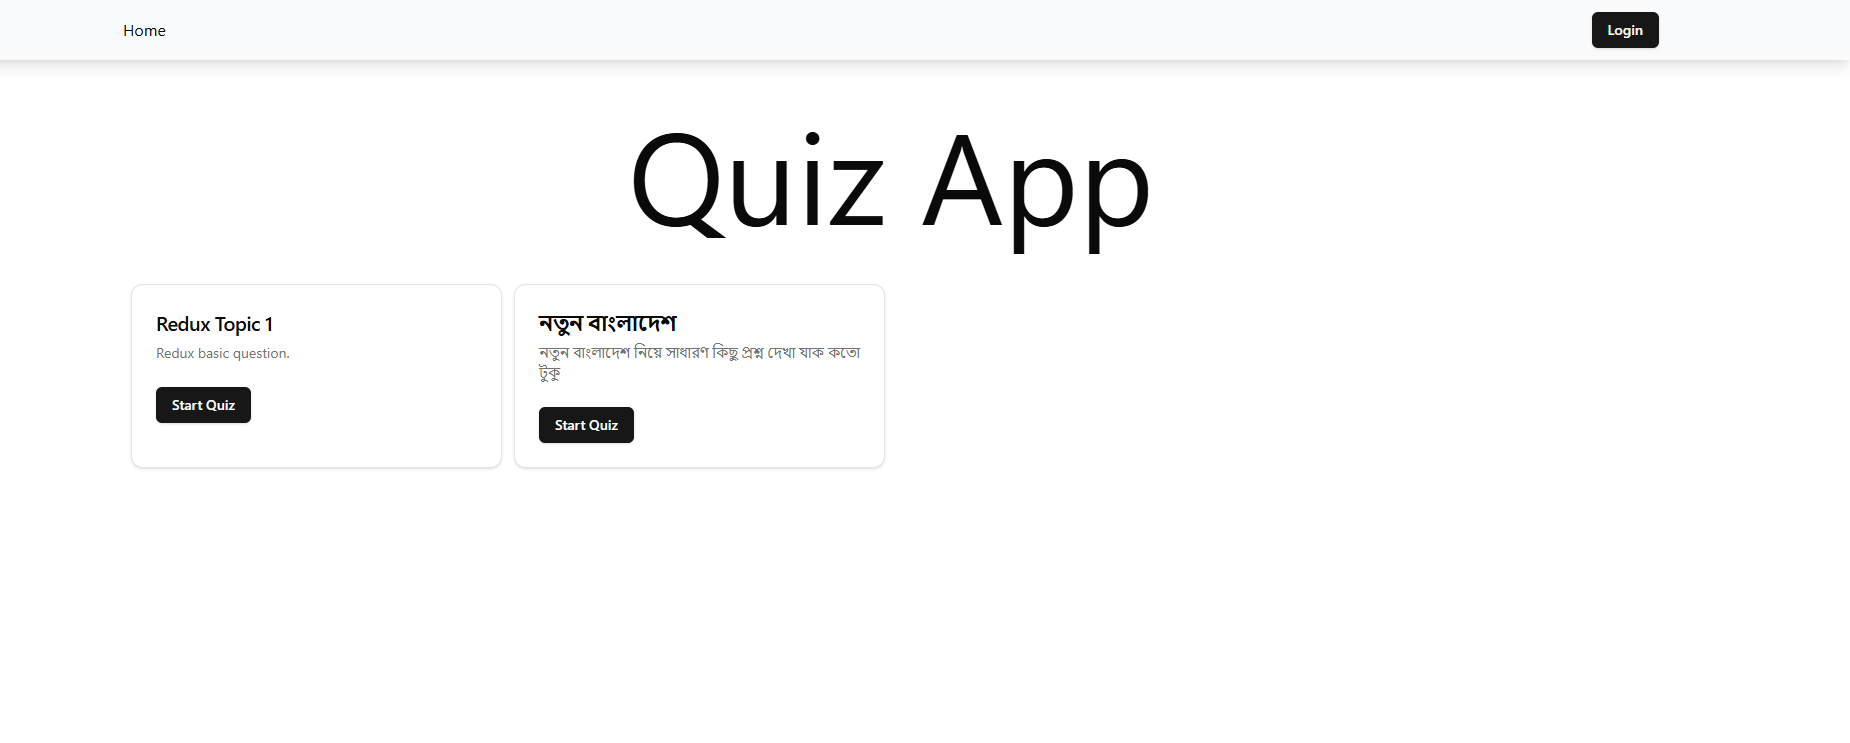 Home
Login
Quiz App
Redux Topic 1
Redux basic question.
Start Quiz
নতুন বাংলাদেশ
নতুন বাংলাদেশ নিয়ে সাধারণ কিছু প্রশ্ন দেখা যাক কতো
টুকু
Start Quiz